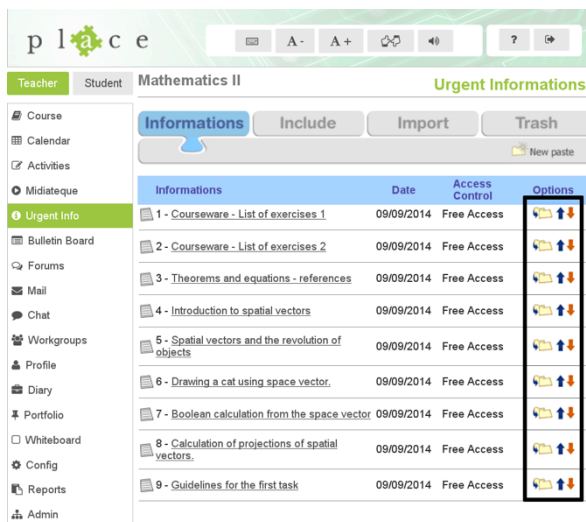 place
A- A+ ?
Teacher Student Mathematics II Urgent Informations
Course
Calendar
Activities
Midiateque
Urgent Info
Bulletin Board
Forums
Mail
Chat
Workgroups
Profile
Diary
Portfolio
Whiteboard
Config
Reports
Admin
Informations Include Import Trash
New paste
Informations Date Access Control Options
1 - Courseware - List of exercises 1 09/09/2014 Free Access
2 - Courseware - List of exercises 2 09/09/2014 Free Access
3 - Theorems and equations - references 09/09/2014 Free Access
4 - Introduction to spatial vectors 09/09/2014 Free Access
5 - Spatial vectors and the revolution of
objects 09/09/2014 Free Access
6 - Drawing a cat using space vector. 09/09/2014 Free Access
7 - Boolean calculation from the space vector 09/09/2014 Free Access
8 - Calculation of projections of spatial
vectors. 09/09/2014 Free Access
9 - Guidelines for the first task 09/09/2014 Free Access